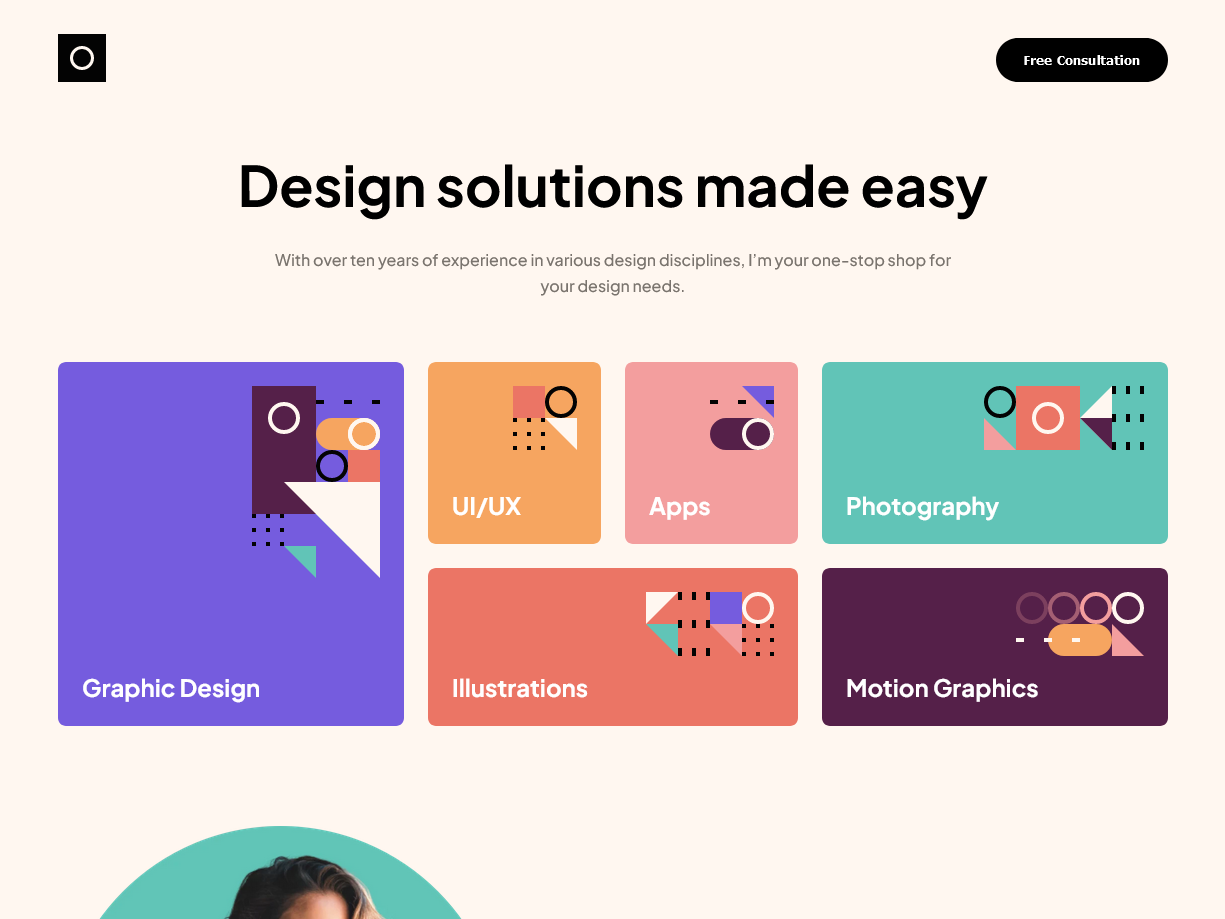 Free Consultation
Design solutions made easy
With over ten years of experience in various design disciplines, I’m your one-stop shop for
your design needs.
UI/UX
Apps
Photography
Graphic Design
Illustrations
Motion Graphics